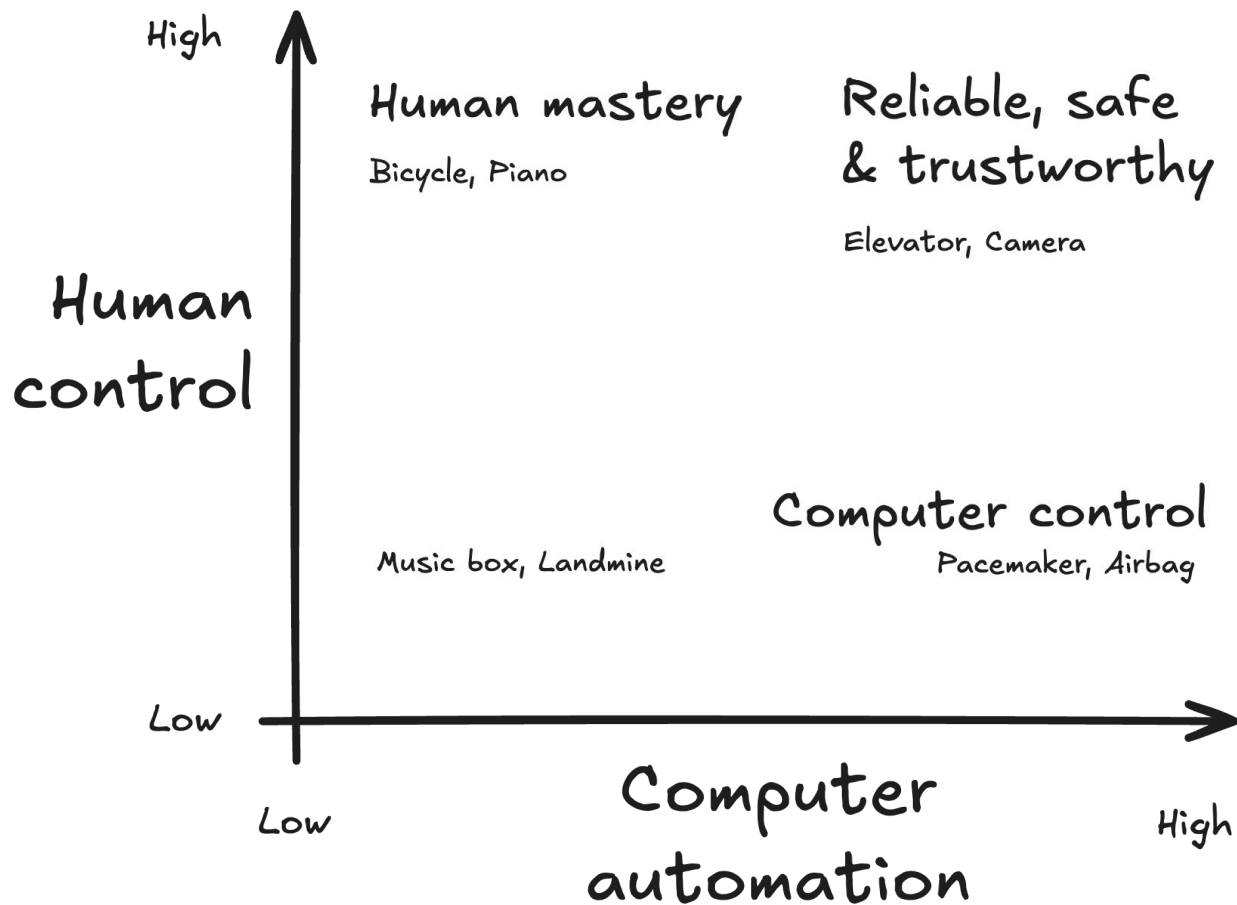 High
Human mastery
Bicycle, Piano
Reliable, safe
& trustworthy
Elevator, Camera
Human
control
Computer control
Music box, Landmine
Pacemaker, Airbag
Low
Low
Computer
automation
High